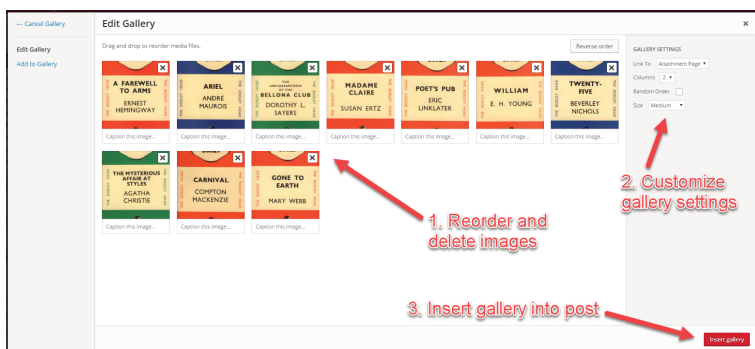 ← Cancel Gallery
Edit Gallery
×
Edit Gallery
Add to Gallery
Drag and drop to reorder media files.
Reverse order
A FAREWELL
TO ARMS
ERNEST
HEMINGWAY
Caption this image...
ARIEL
ANDRE
MAUROIS
Caption this image...
THE
UNPLEASANTNESS
AT THE
BELLONA CLUB
DOROTHY L.
SAYERS
Caption this image...
MADAME
CLAIRE
SUSAN ERTZ
Caption this image...
POET'S PUB
ERIC
LINKLATER
Caption this image...
WILLIAM
E. H. YOUNG
Caption this image...
TWENTY-
FIVE
BEVERLEY
NICHOLS
Caption this image...
THE MYSTERIOUS
AFFAIR AT
STYLES
AGATHA
CHRISTIE
Caption this image...
CARNIVAL
COMPTON
MACKENZIE
Caption this image...
GONE TO
EARTH
MARY WEBB
Caption this image...
GALLERY SETTINGS
Link To Attachment Page
Columns 2
Random Order
Size Medium
1. Reorder and
delete images
2. Customize
gallery settings
3. Insert gallery into post
Insert gallery